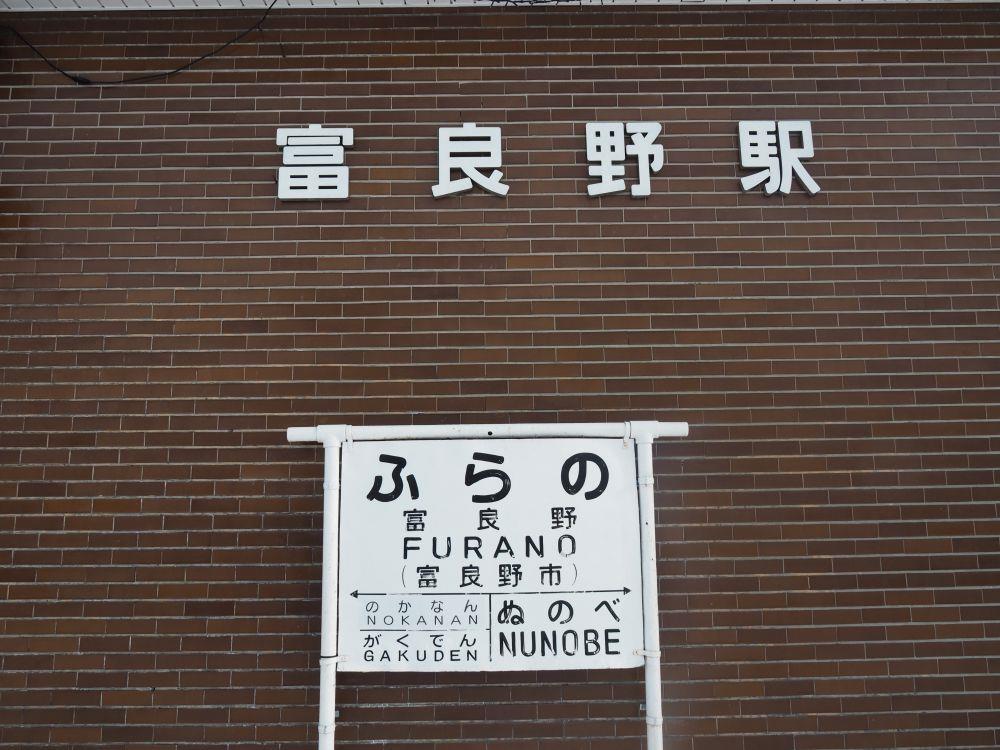 富良野駅
ふらの
富良野
FURANO
(富良野市)
のかなん
NOKANAN
がくでん
GAKUDEN
ぬのべ
NUNOBE